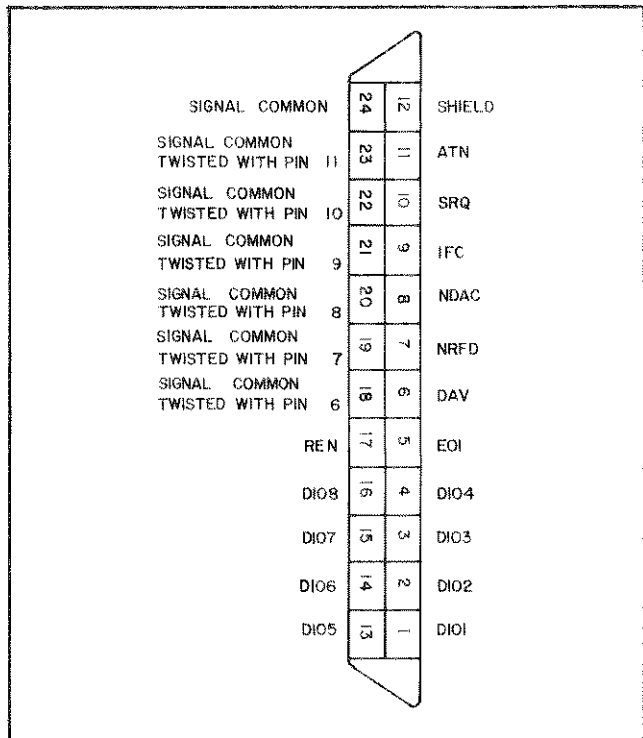 SIGNAL COMMON 24 12 SHIELD
SIGNAL COMMON
TWISTED WITH PIN 11 23 11 ATN
SIGNAL COMMON
TWISTED WITH PIN 10 22 10 SRQ
SIGNAL COMMON
TWISTED WITH PIN 9 21 9 IFC
SIGNAL COMMON
TWISTED WITH PIN 8 20 8 NDAC
SIGNAL COMMON
TWISTED WITH PIN 7 19 7 NRFD
SIGNAL COMMON
TWISTED WITH PIN 6 18 6 DAV
REN 17 5 EOI
DIO8 16 4 DIO4
DIO7 15 3 DIO3
DIO6 14 2 DIO2
DIO5 13 1 DIO1